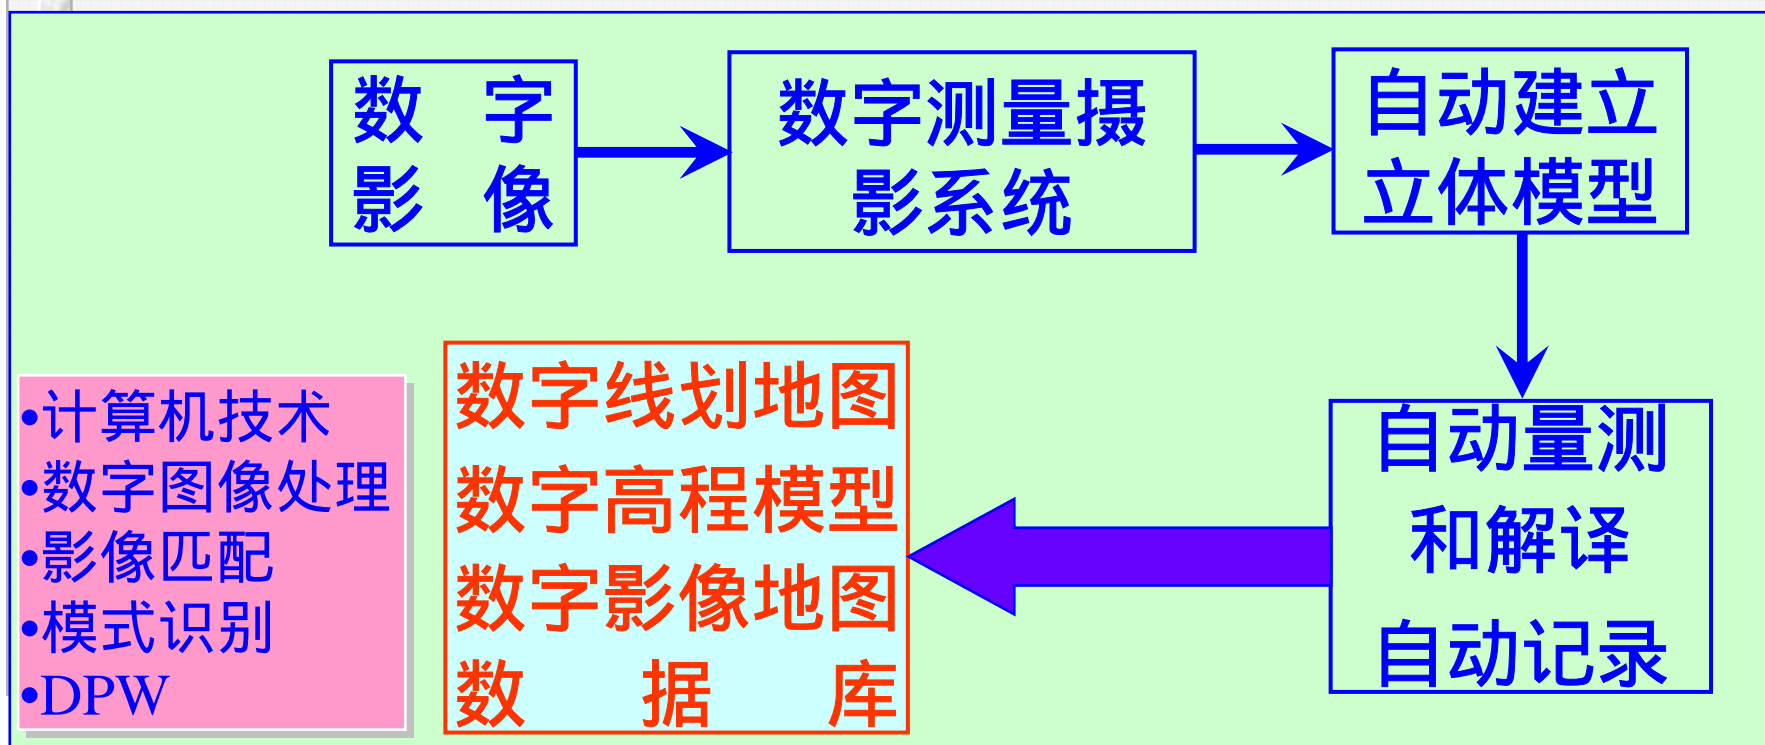 数 字
影 像
数字测量摄
影系统
自动建立
立体模型
自动量测
和解译
自动记录
数字线划地图
数字高程模型
数字影像地图
数 据 库
•计算机技术
•数字图像处理
•影像匹配
•模式识别
•DPW